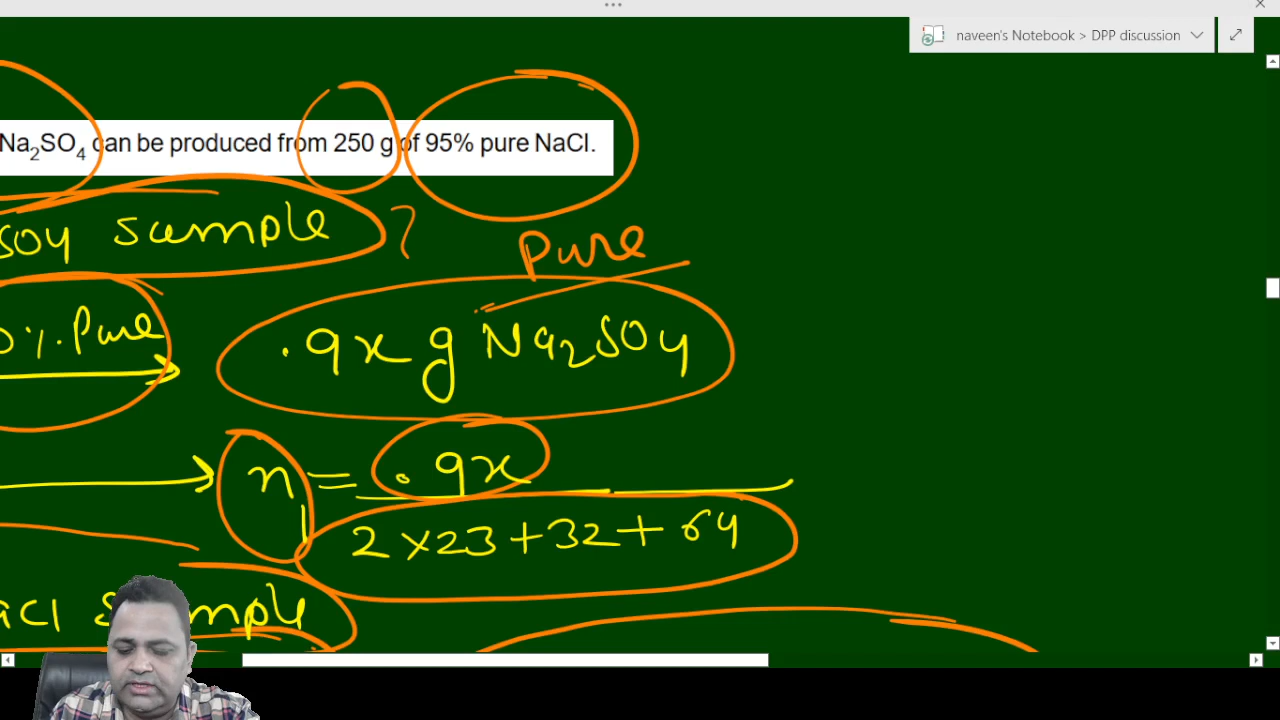 naveen's Notebook > DPP discussion
Na₂SO₄ can be produced from 250 g of 95% pure NaCl.
SO4 sample ?
Pure
0%. Pure
.9x g Na₂SO4
n = .9x
2×23+32+64
aCl sample